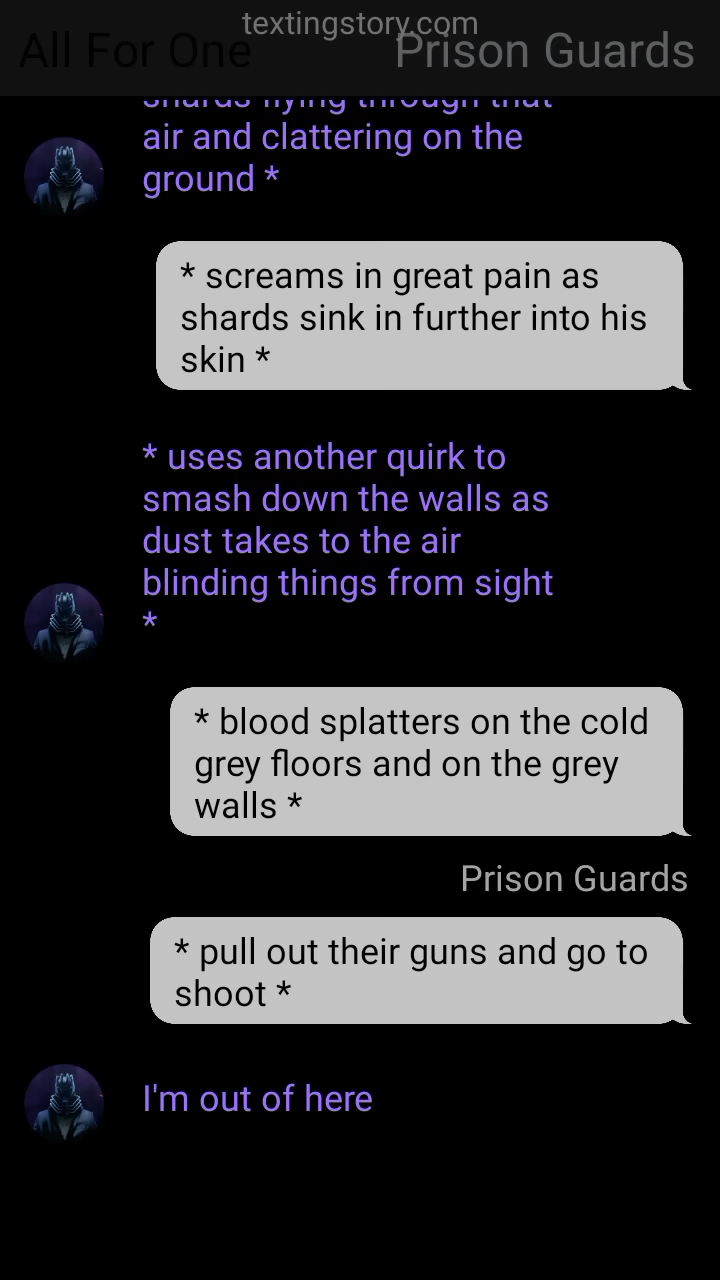 textingstory.com
All For One
Prison Guards
shards flying through that
air and clattering on the
ground *
* screams in great pain as
shards sink in further into his
skin *
* uses another quirk to
smash down the walls as
dust takes to the air
blinding things from sight
*
* blood splatters on the cold
grey floors and on the grey
walls *
Prison Guards
* pull out their guns and go to
shoot *
I'm out of here